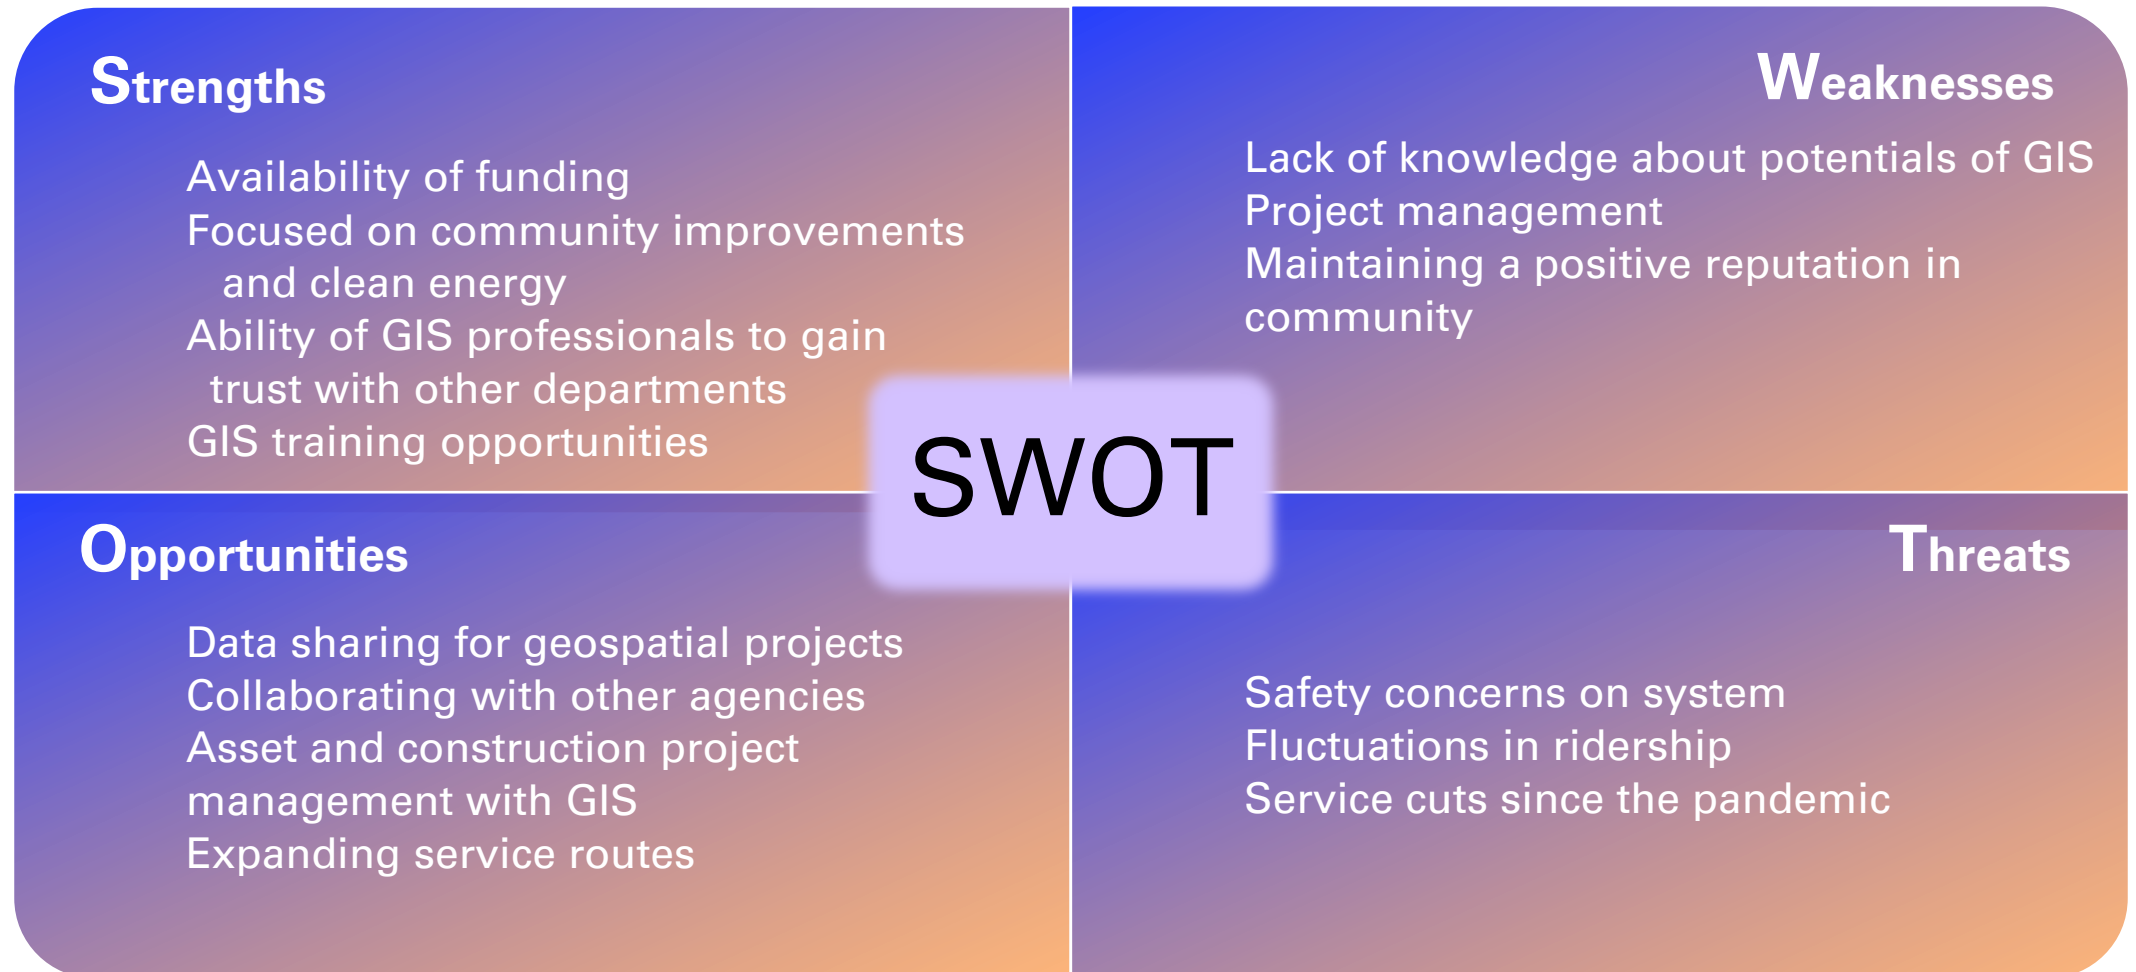 Strengths
Availability of funding
Focused on community improvements
and clean energy
Ability of GIS professionals to gain
trust with other departments
GIS training opportunities
Weaknesses
Lack of knowledge about potentials of GIS
Project management
Maintaining a positive reputation in
community
SWOT
Opportunities
Data sharing for geospatial projects
Collaborating with other agencies
Asset and construction project
management with GIS
Expanding service routes
Threats
Safety concerns on system
Fluctuations in ridership
Service cuts since the pandemic